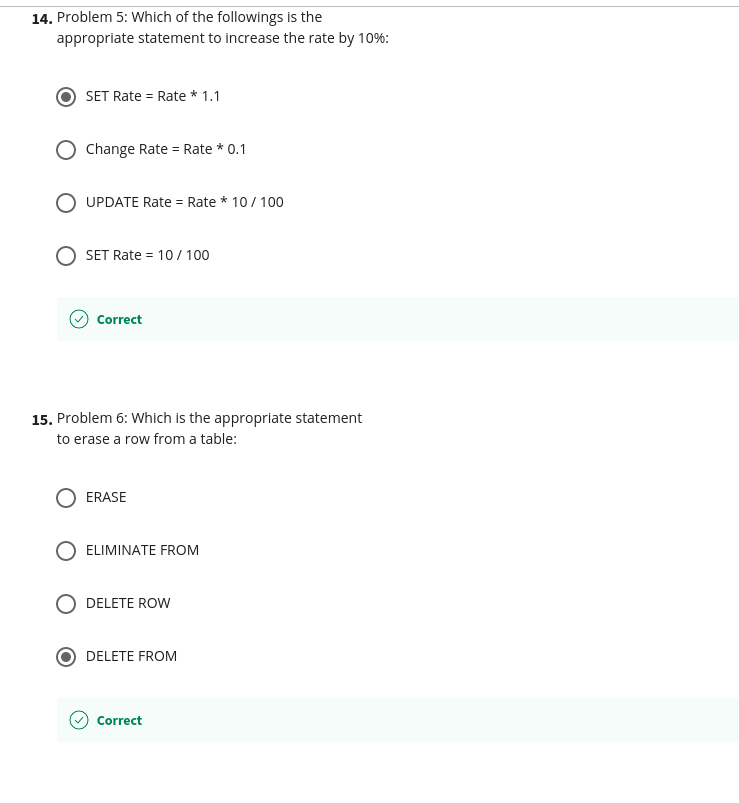 14. Problem 5: Which of the followings is the
appropriate statement to increase the rate by 10%:
SET Rate = Rate * 1.1
Change Rate = Rate * 0.1
UPDATE Rate = Rate * 10 / 100
SET Rate = 10 / 100
Correct
15. Problem 6: Which is the appropriate statement
to erase a row from a table:
ERASE
ELIMINATE FROM
DELETE ROW
DELETE FROM
Correct